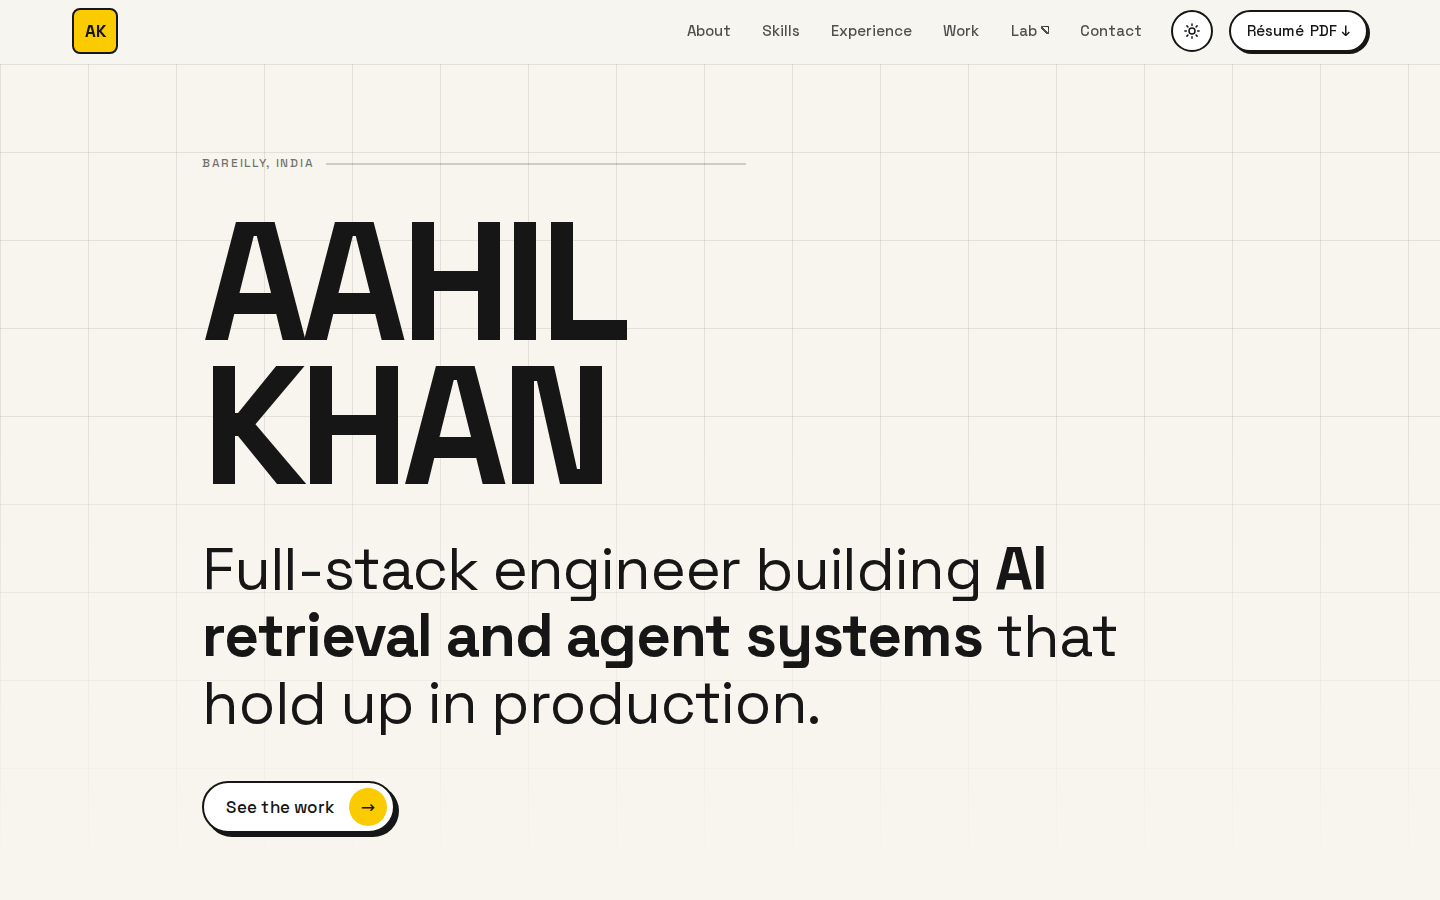 AK
About
Skills
Experience
Work
Lab
Contact
Résumé PDF ↓
BAREILLY, INDIA
AAHIL
KHAN
Full-stack engineer building AI
retrieval and agent systems that
hold up in production.
See the work →